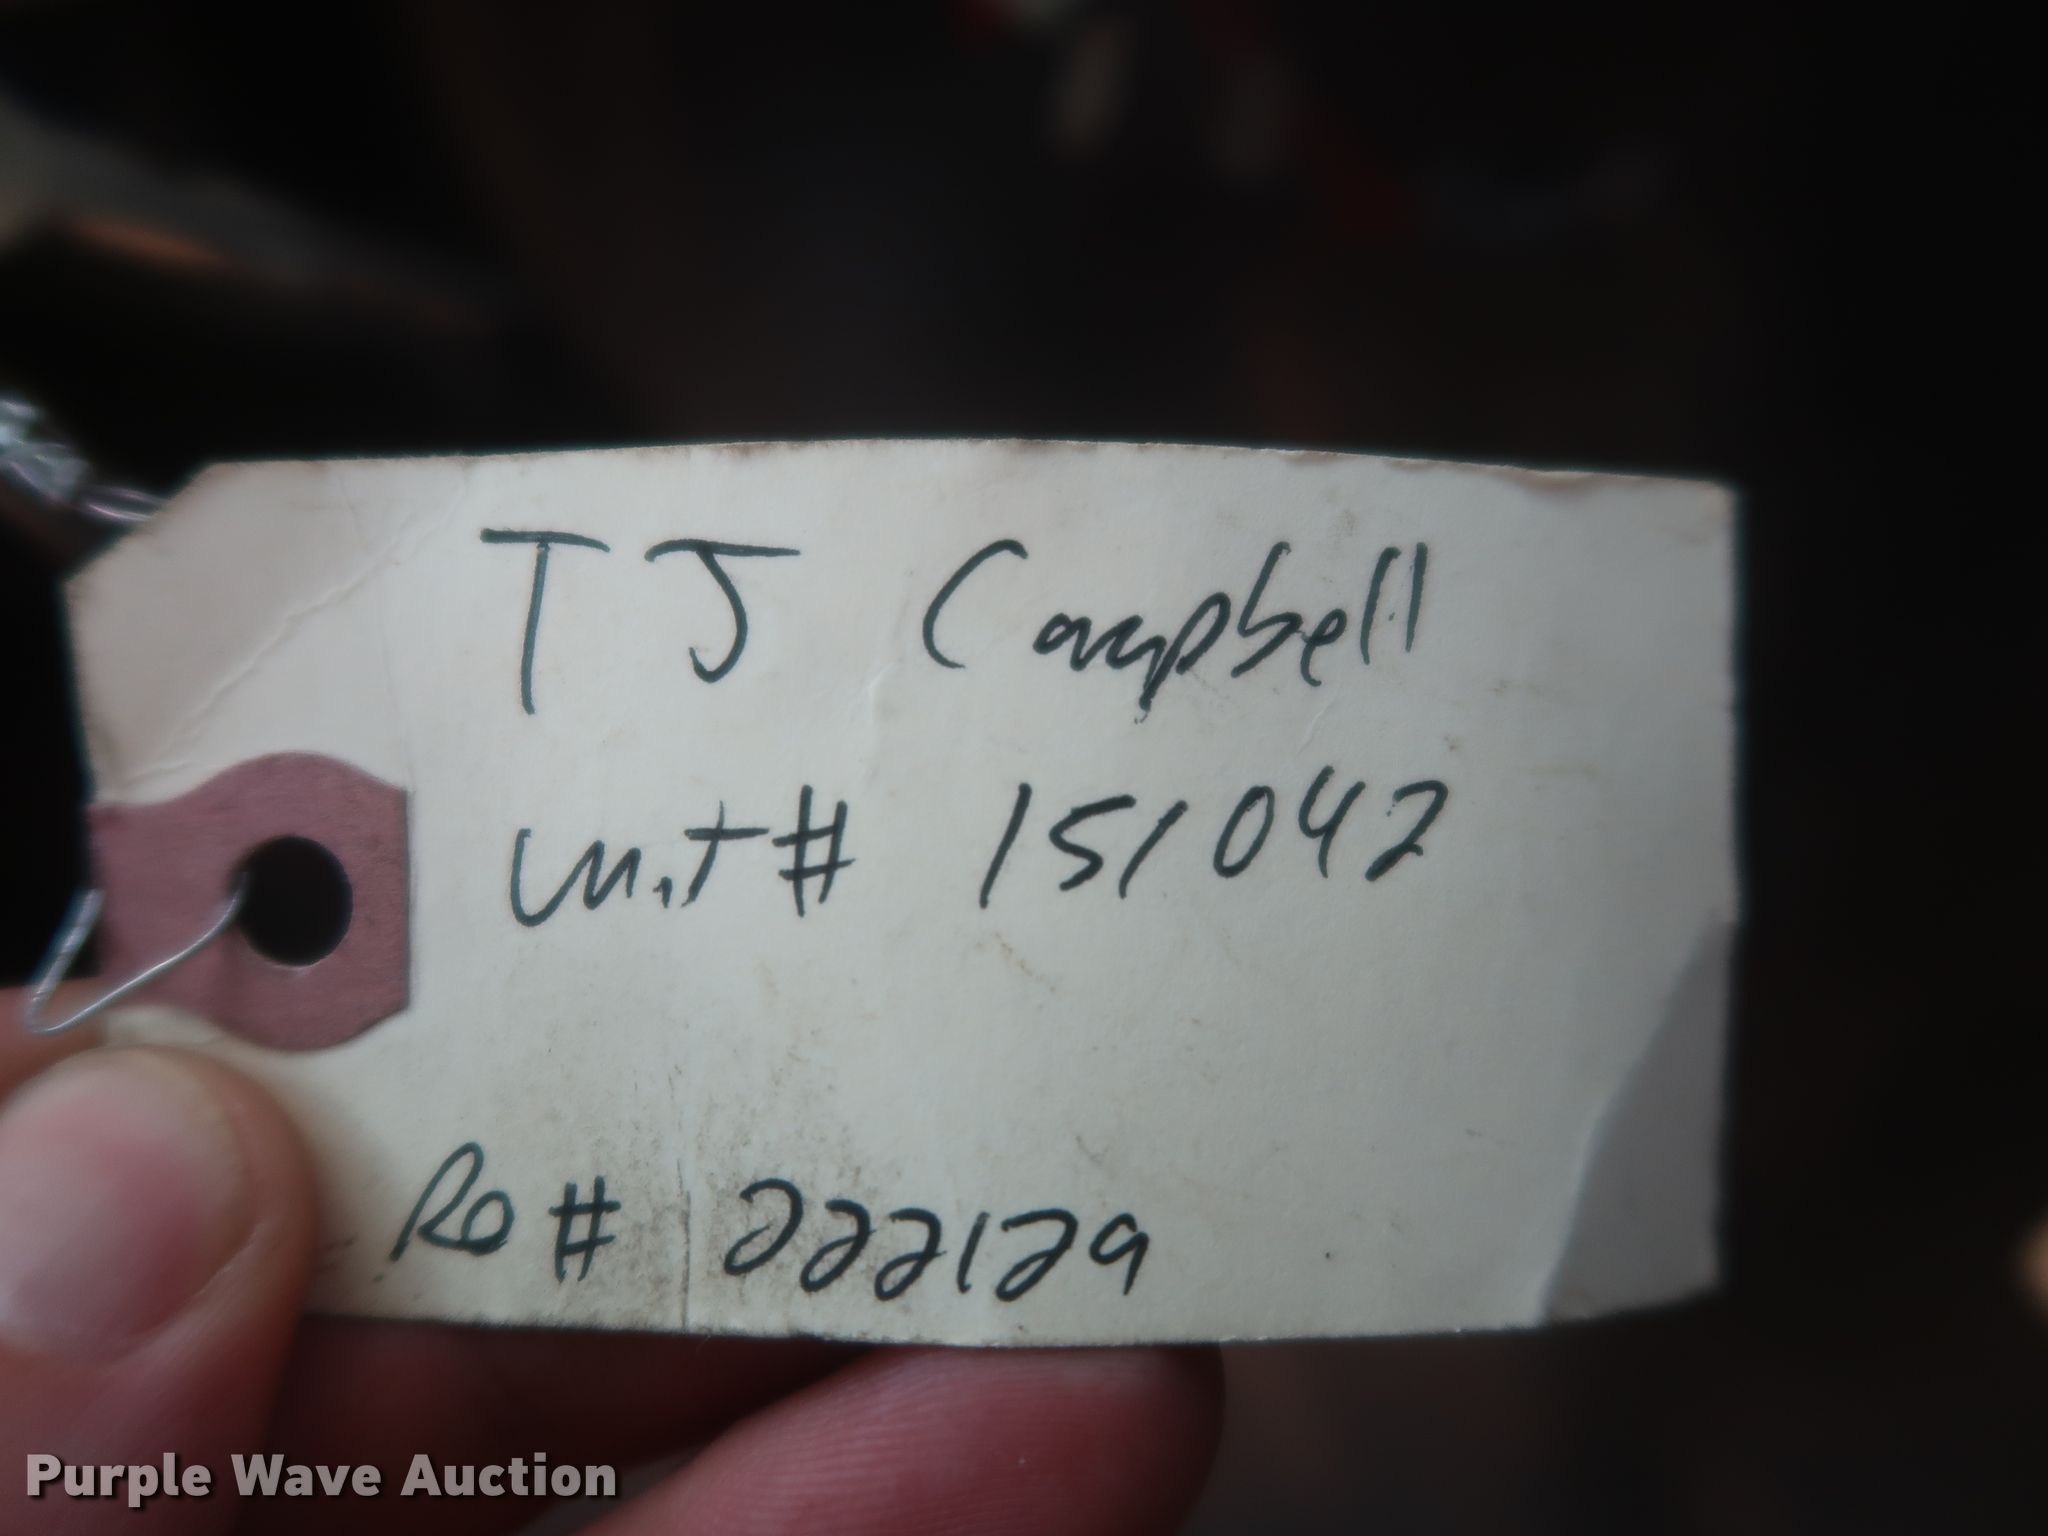 TJ Campbell
Unit# 151042
Ro# 222129
Purple Wave Auction